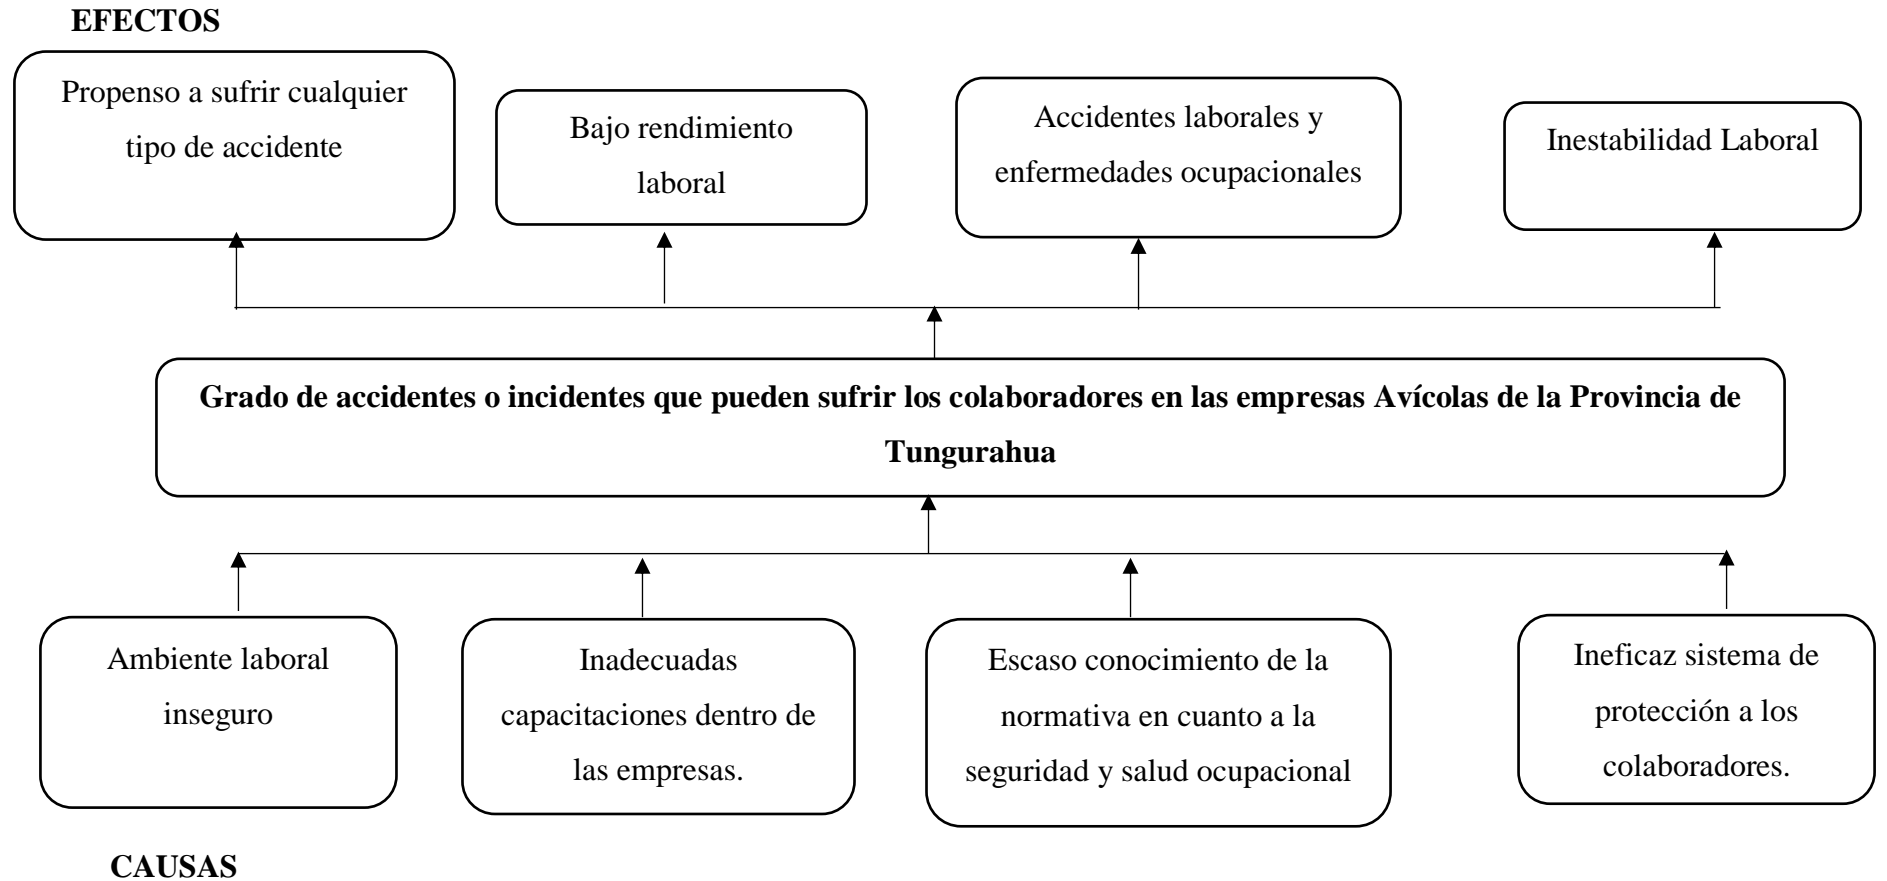 EFECTOS
Propenso a sufrir cualquier
tipo de accidente
Bajo rendimiento
laboral
Accidentes laborales y
enfermedades ocupacionales
Inestabilidad Laboral
Grado de accidentes o incidentes que pueden sufrir los colaboradores en las empresas Avícolas de la Provincia de
Tungurahua
Ambiente laboral
inseguro
Inadecuadas
capacitaciones dentro de
las empresas.
Escaso conocimiento de la
normativa en cuanto a la
seguridad y salud ocupacional
Ineficaz sistema de
protección a los
colaboradores.
CAUSAS